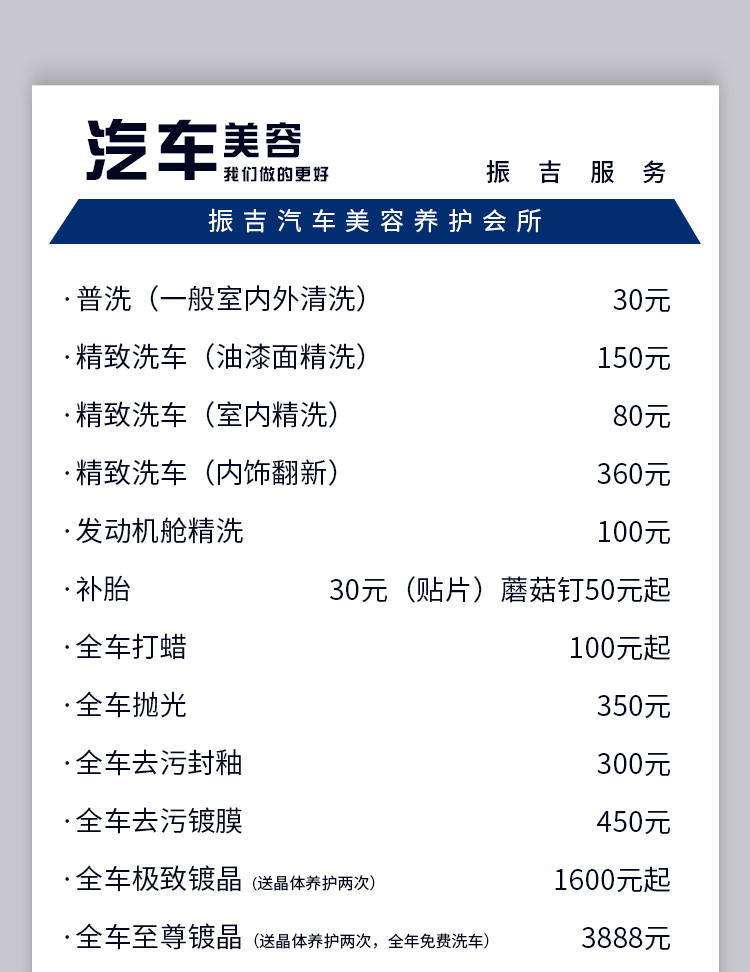 汽车美容
我们做的更好
振吉服务
振吉汽车美容养护会所
·普洗（一般室内外清洗） 30元
·精致洗车（油漆面精洗） 150元
·精致洗车（室内精洗） 80元
·精致洗车（内饰翻新） 360元
·发动机舱精洗 100元
·补胎 30元（贴片）蘑菇钉50元起
·全车打蜡 100元起
·全车抛光 350元
·全车去污封釉 300元
·全车去污镀膜 450元
·全车极致镀晶（送晶体养护两次） 1600元起
·全车至尊镀晶（送晶体养护两次，全年免费洗车） 3888元